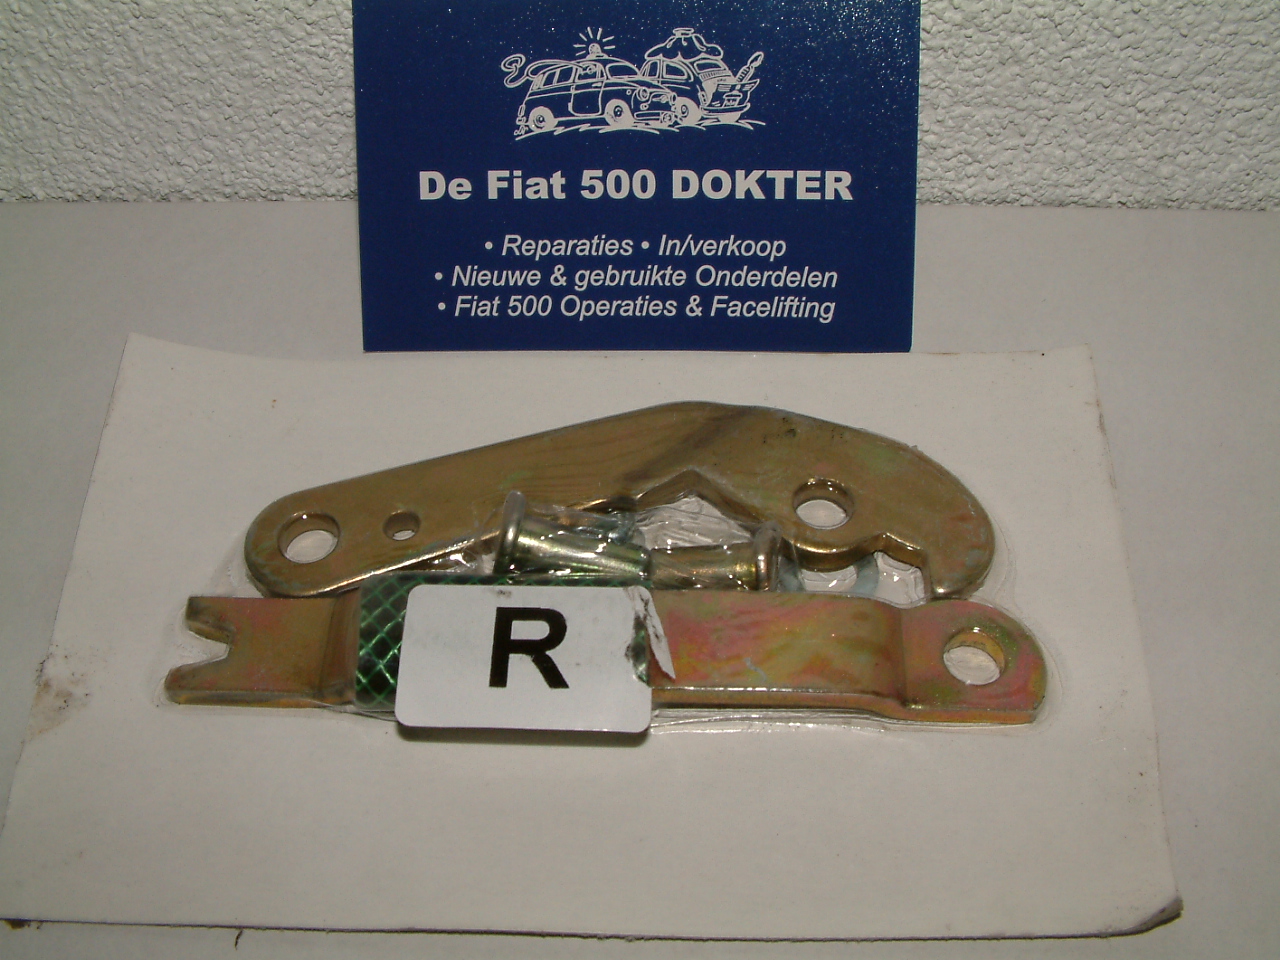 De Fiat 500 DOKTER
• Reparaties • In/verkoop
• Nieuwe & gebruikte Onderdelen
• Fiat 500 Operaties & Facelifting
R